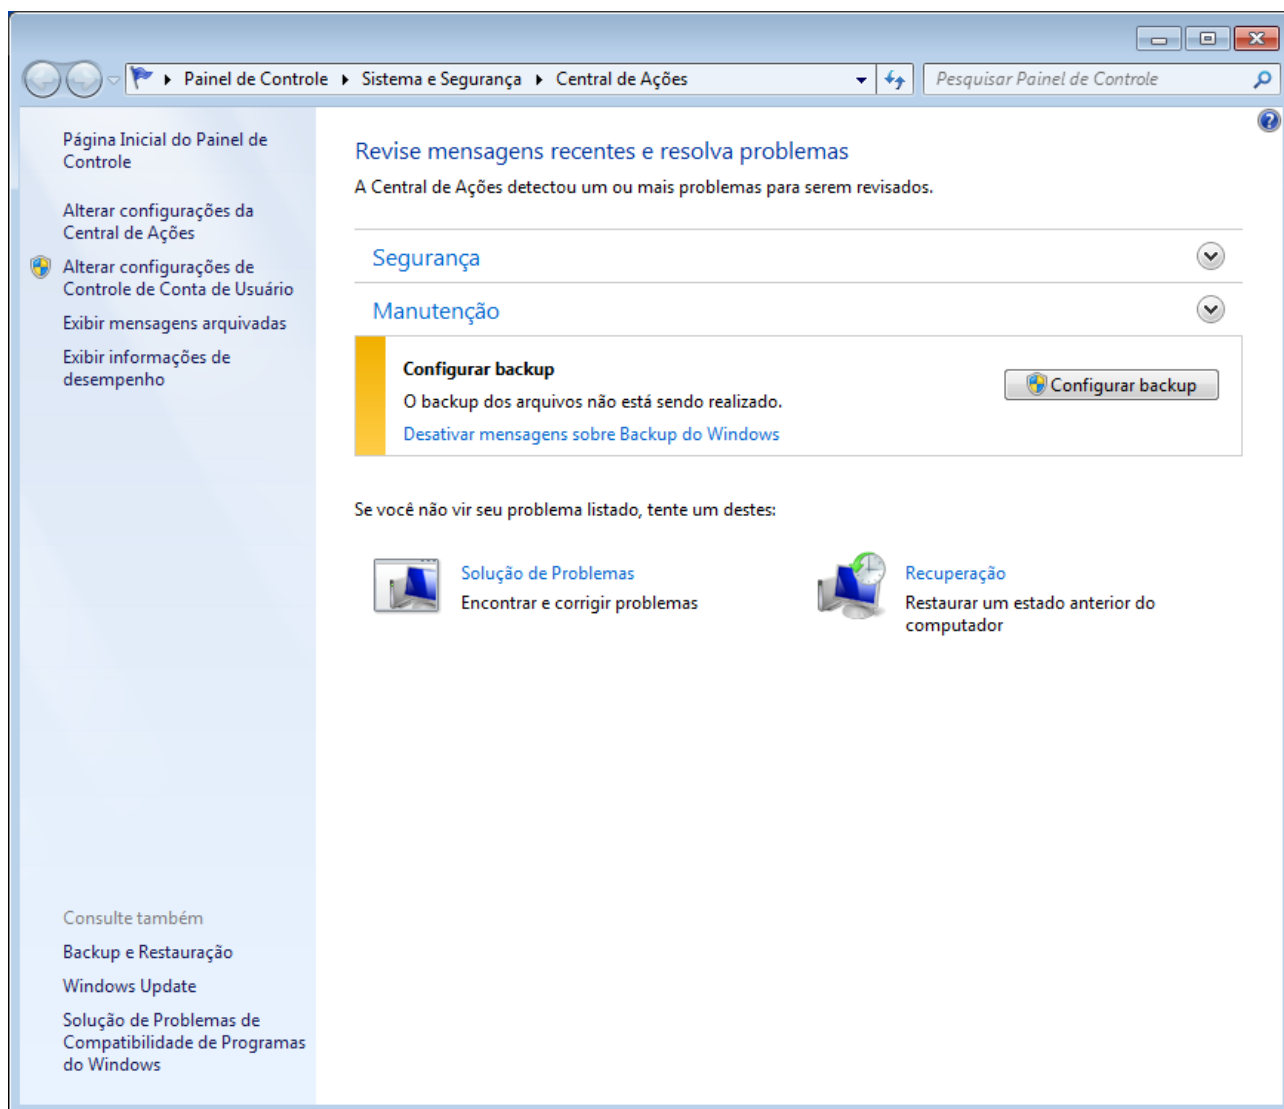 Painel de Controle
Sistema e Segurança
Central de Ações
Pesquisar Painel de Controle
Página Inicial do Painel de
Controle
Alterar configurações da
Central de Ações
Alterar configurações de
Controle de Conta de Usuário
Exibir mensagens arquivadas
Exibir informações de
desempenho
Consulte também
Backup e Restauração
Windows Update
Solução de Problemas de
Compatibilidade de Programas
do Windows
Revise mensagens recentes e resolva problemas
A Central de Ações detectou um ou mais problemas para serem revisados.
Segurança
Manutenção
Configurar backup
O backup dos arquivos não está sendo realizado.
Desativar mensagens sobre Backup do Windows
Configurar backup
Se você não vir seu problema listado, tente um destes:
Solução de Problemas
Encontrar e corrigir problemas
Recuperação
Restaurar um estado anterior do
computador